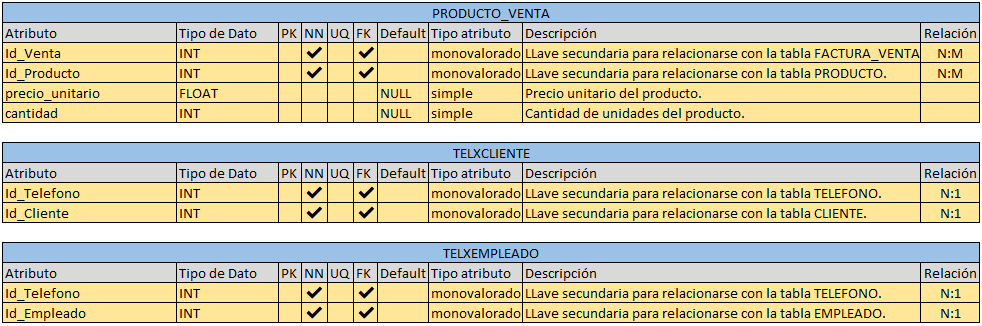 PRODUCTO_VENTA
Atributo Tipo de Dato PK NN UQ FK Default Tipo atributo Descripción Relación
Id_Venta INT ✔ ✔ monovalorado LLave secundaria para relacionarse con la tabla FACTURA_VENTA N:M
Id_Producto INT ✔ ✔ monovalorado LLave secundaria para relacionarse con la tabla PRODUCTO. N:M
precio_unitario FLOAT NULL simple Precio unitario del producto.
cantidad INT NULL simple Cantidad de unidades del producto.
TELXCLIENTE
Atributo Tipo de Dato PK NN UQ FK Default Tipo atributo Descripción Relación
Id_Telefono INT ✔ ✔ monovalorado LLave secundaria para relacionarse con la tabla TELEFONO. N:1
Id_Cliente INT ✔ ✔ monovalorado LLave secundaria para relacionarse con la tabla CLIENTE. N:1
TELXEMPLEADO
Atributo Tipo de Dato PK NN UQ FK Default Tipo atributo Descripción Relación
Id_Telefono INT ✔ ✔ monovalorado LLave secundaria para relacionarse con la tabla TELEFONO. N:1
Id_Empleado INT ✔ ✔ monovalorado LLave secundaria para relacionarse con la tabla EMPLEADO. N:1